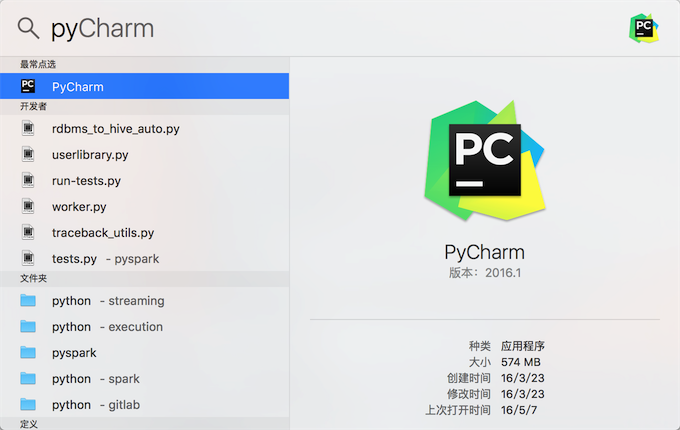 pyCharm
最常点选
PC PyCharm
开发者
rdbms_to_hive_auto.py
userlibrary.py
run-tests.py
worker.py
traceback_utils.py
tests.py - pyspark
文件夹
python - streaming
python - execution
pyspark
python - spark
python - gitlab
定义
PC
PyCharm
版本：2016.1
种类 应用程序
大小 574 MB
创建时间 16/3/23
修改时间 16/3/23
上次打开时间 16/5/7